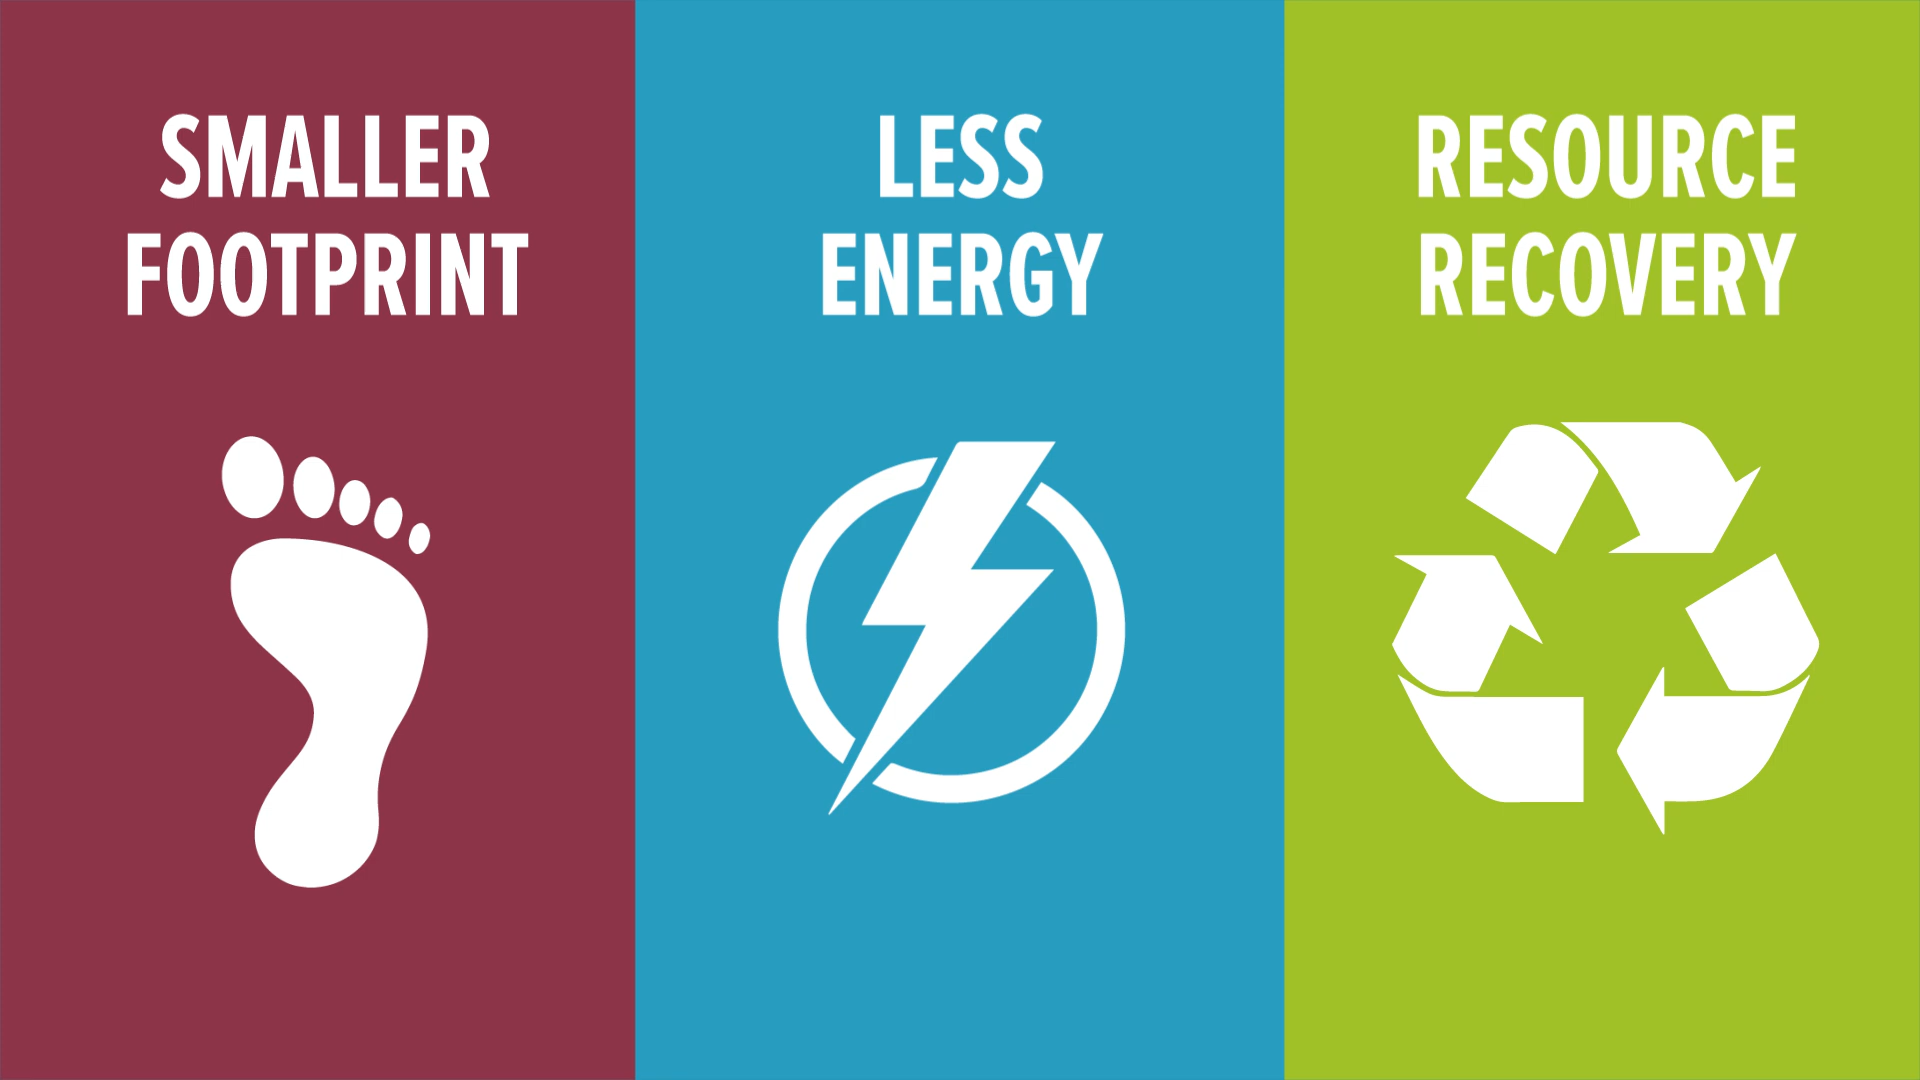 SMALLER
FOOTPRINT
LESS
ENERGY
RESOURCE
RECOVERY